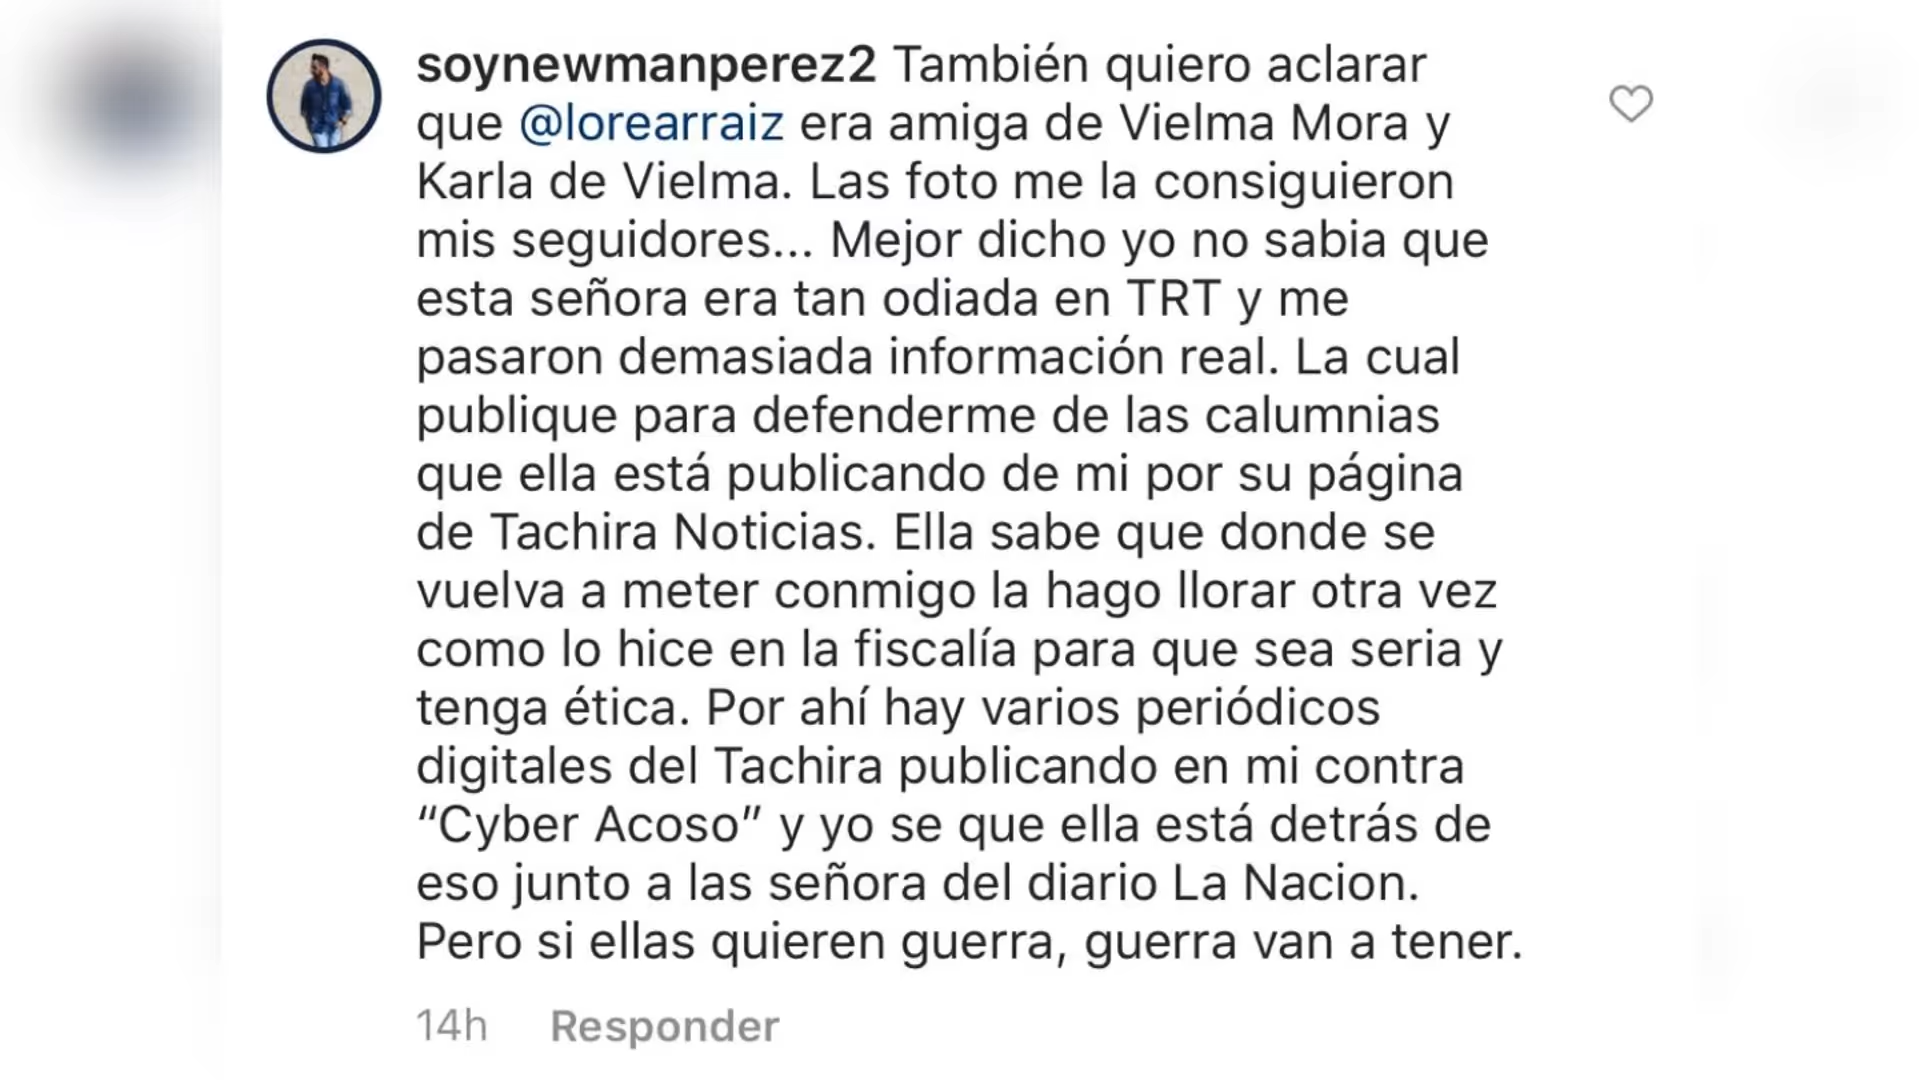 soynewmanperez2 También quiero aclarar
que @lorearraiz era amiga de Vielma Mora y
Karla de Vielma. Las foto me la consiguieron
mis seguidores... Mejor dicho yo no sabia que
esta señora era tan odiada en TRT y me
pasaron demasiada información real. La cual
publique para defenderme de las calumnias
que ella está publicando de mi por su página
de Tachira Noticias. Ella sabe que donde se
vuelva a meter conmigo la hago llorar otra vez
como lo hice en la fiscalía para que sea seria y
tenga ética. Por ahí hay varios periódicos
digitales del Tachira publicando en mi contra
“Cyber Acoso” y yo se que ella está detrás de
eso junto a las señora del diario La Nacion.
Pero si ellas quieren guerra, guerra van a tener.
14h Responder